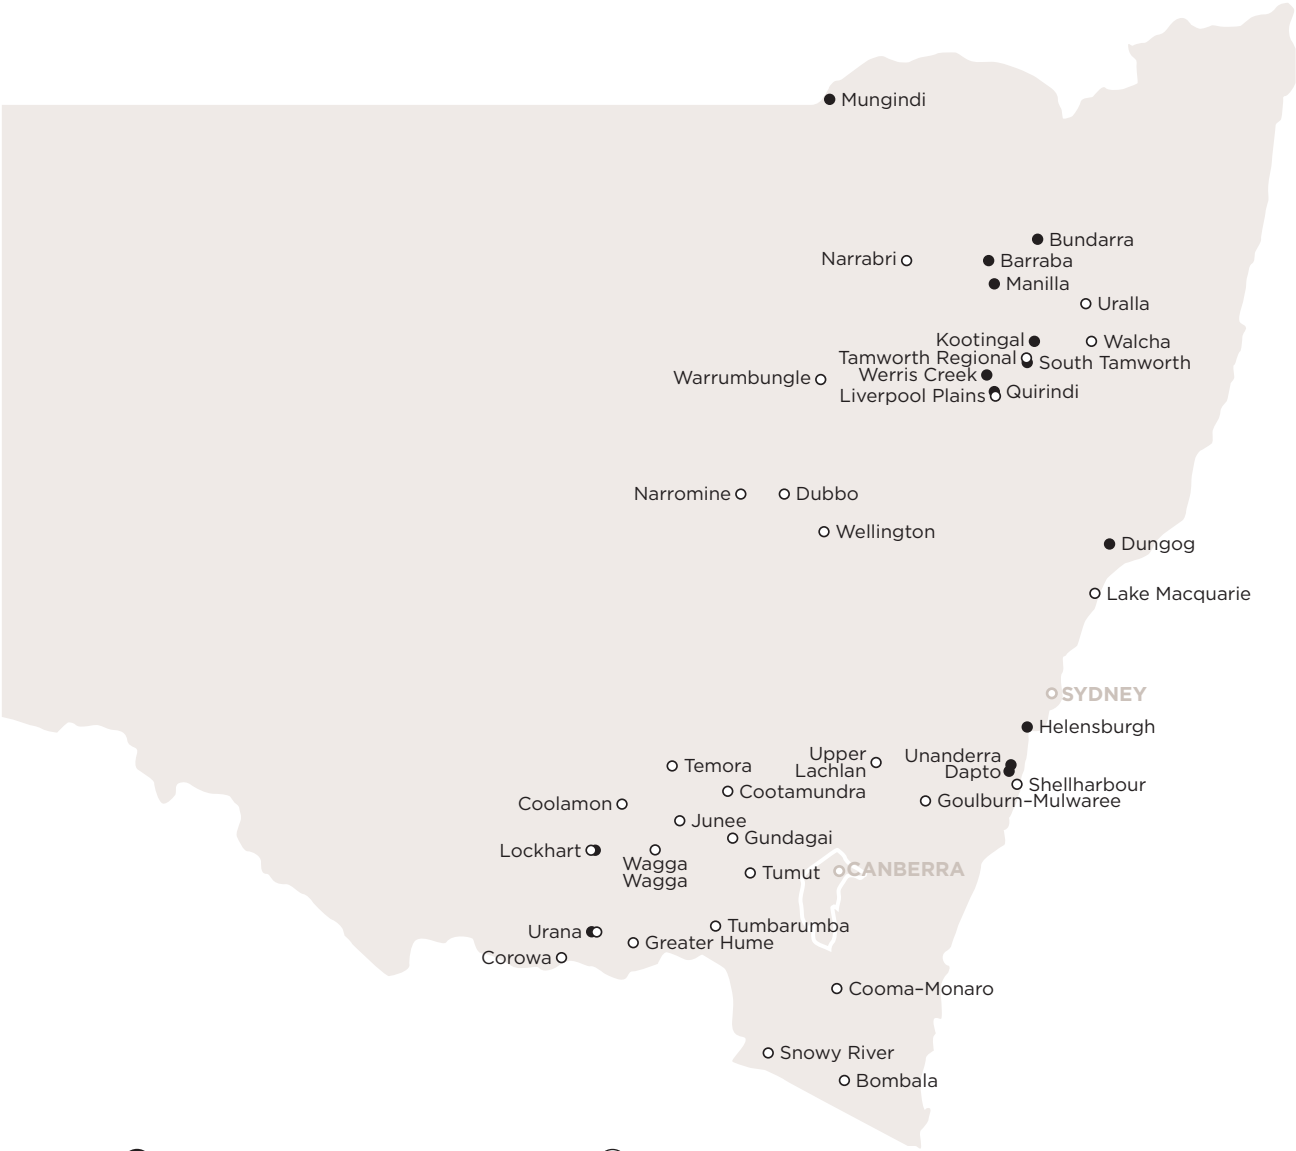 Mungindi
Bundarra
Narrabri
Barraba
Manilla
Uralla
Kootingal
Walcha
Tamworth Regional
South Tamworth
Warrumbungle
Werris Creek
Quirindi
Liverpool Plains
Narromine
Dubbo
Wellington
Dungog
Lake Macquarie
SYDNEY
Helensburgh
Upper
Lachlan
Unanderra
Temora
Dapto
Shellharbour
Cootamundra
Goulburn–Mulwaree
Coolamon
Junee
Gundagai
Lockhart
Wagga
Wagga
Tumut
CANBERRA
Tumbarumba
Urana
Greater Hume
Corowa
Cooma–Monaro
Snowy River
Bombala